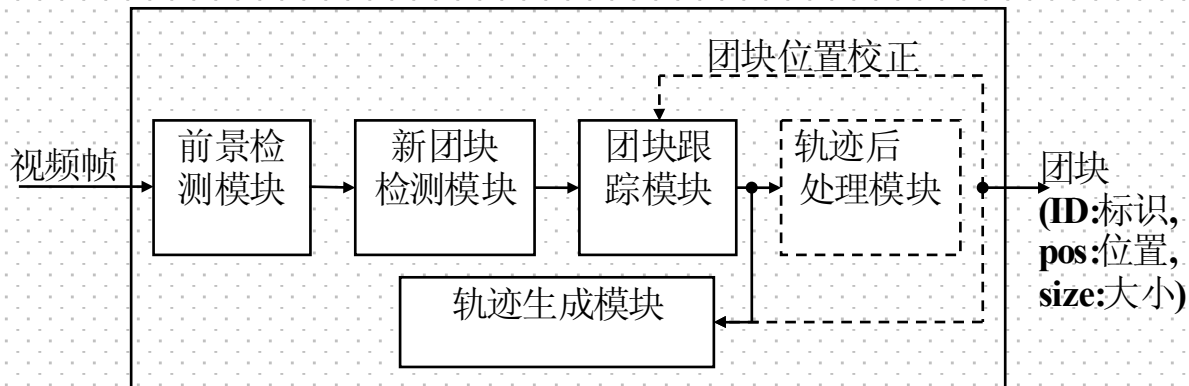 团块位置校正
视频帧
前景检
测模块
新团块
检测模块
团块跟
踪模块
轨迹后
处理模块
团块
(ID:标识,
pos:位置,
size:大小)
轨迹生成模块